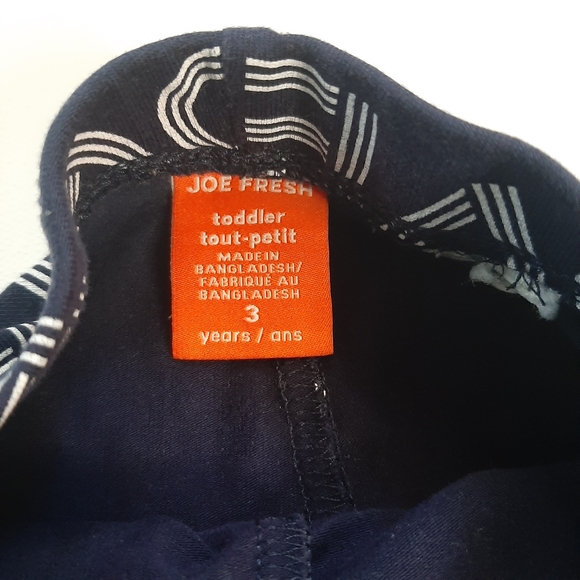 JOE FRESH
toddler
tout-petit
MADE IN
BANGLADESH/
FABRIQUÉ AU
BANGLADESH
3
years / ans